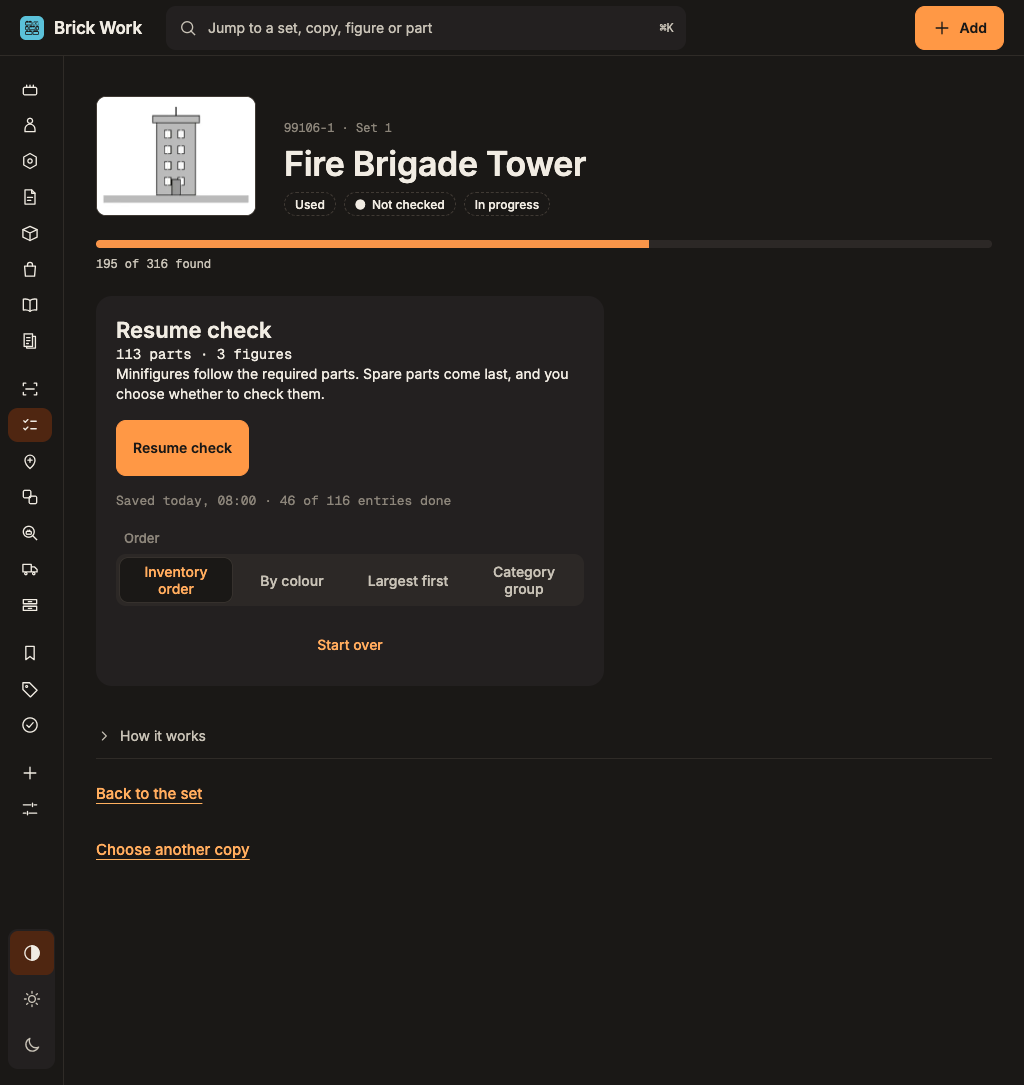 Brick Work
Jump to a set, copy, figure or part
⌘K
Add
99106-1 · Set 1
Fire Brigade Tower
Used
Not checked
In progress
195 of 316 found
Resume check
113 parts · 3 figures
Minifigures follow the required parts. Spare parts come last, and you
choose whether to check them.
Resume check
Saved today, 08:00 · 46 of 116 entries done
Order
Inventory
order
By colour
Largest first
Category
group
Start over
How it works
Back to the set
Choose another copy